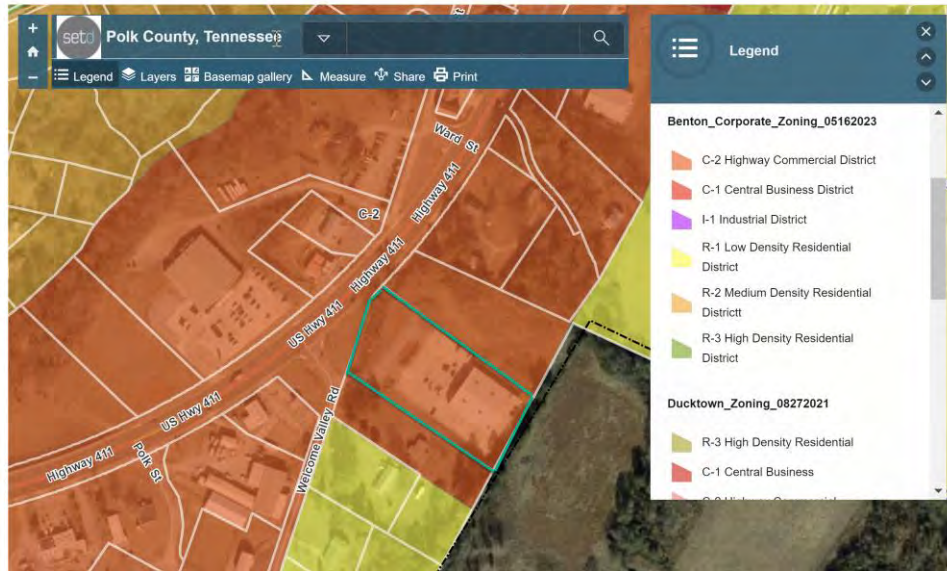 setd
Polk County, Tennessee
Legend Layers Basemap gallery Measure Share Print
Legend
Benton_Corporate_Zoning_05162023
C-2 Highway Commercial District
C-1 Central Business District
I-1 Industrial District
R-1 Low Density Residential
District
R-2 Medium Density Residential
Districtt
R-3 High Density Residential
District
Ducktown_Zoning_08272021
R-3 High Density Residential
C-1 Central Business
Ward St
Highway 411
C-2
Highway 411
US Hwy 411
US Hwy 411
Highway 411
Polk St
Welcome Valley Rd